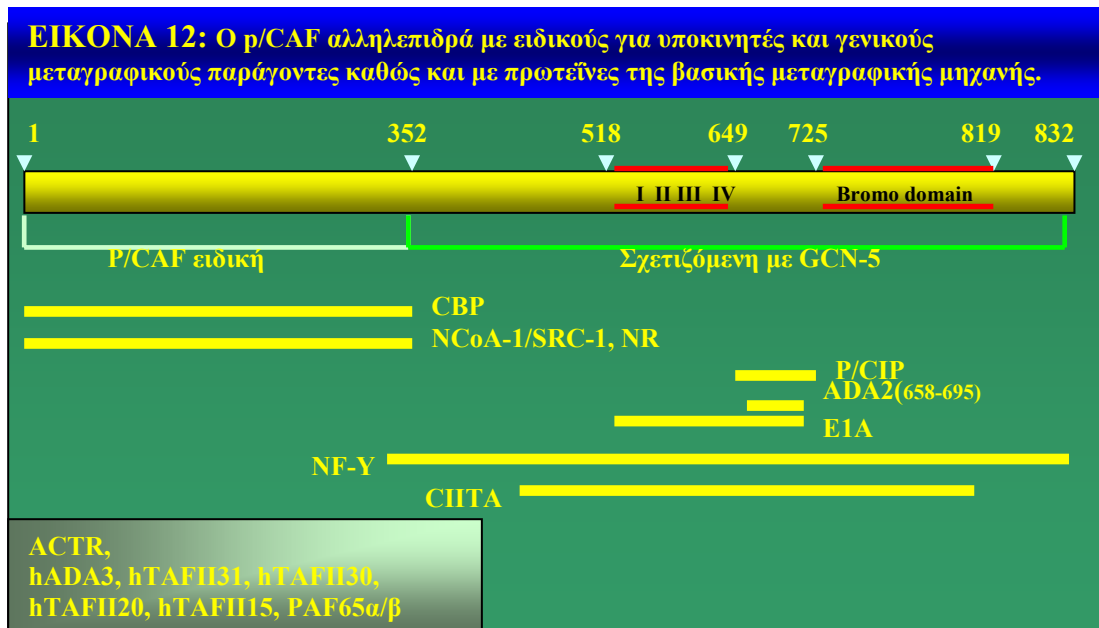 ΕΙΚΟΝΑ 12: Ο p/CAF αλληλεπιδρά με ειδικούς για υποκινητές και γενικούς
μεταγραφικούς παράγοντες καθώς και με πρωτεΐνες της βασικής μεταγραφικής μηχανής.
1 352 518 649 725 819 832
I II III IV Bromo domain
P/CAF ειδική Σχετιζόμενη με GCN-5
CBP
NCoA-1/SRC-1, NR
P/CIP
ADA2(658-695)
E1A
NF-Y
CIITA
ACTR,
hADA3, hTAFII31, hTAFII30,
hTAFII20, hTAFII15, PAF65α/β